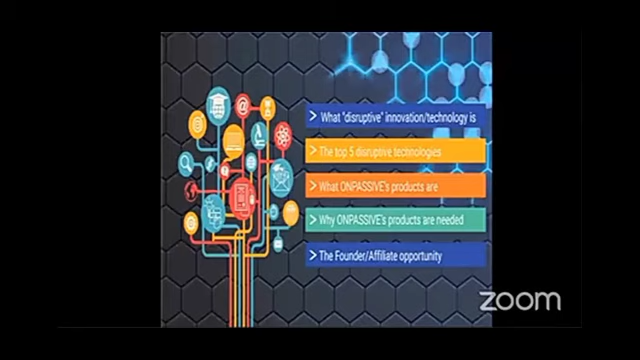 What "disruptive" innovation/technology is
The top 5 disruptive technologies
What ONPASSIVE's products are
Why ONPASSIVE's products are needed
The Founder/Affiliate opportunity
zoom